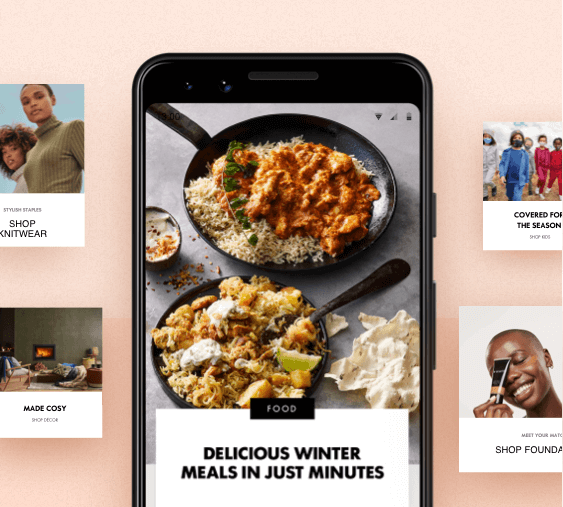 STYLISH STAPLES
SHOP
KNITWEAR
MADE COSY
SHOP DECOR
FOOD
DELICIOUS WINTER
MEALS IN JUST MINUTES
COVERED FOR
THE SEASON
SHOP KIDS
MEET YOUR MATC
SHOP FOUNDA